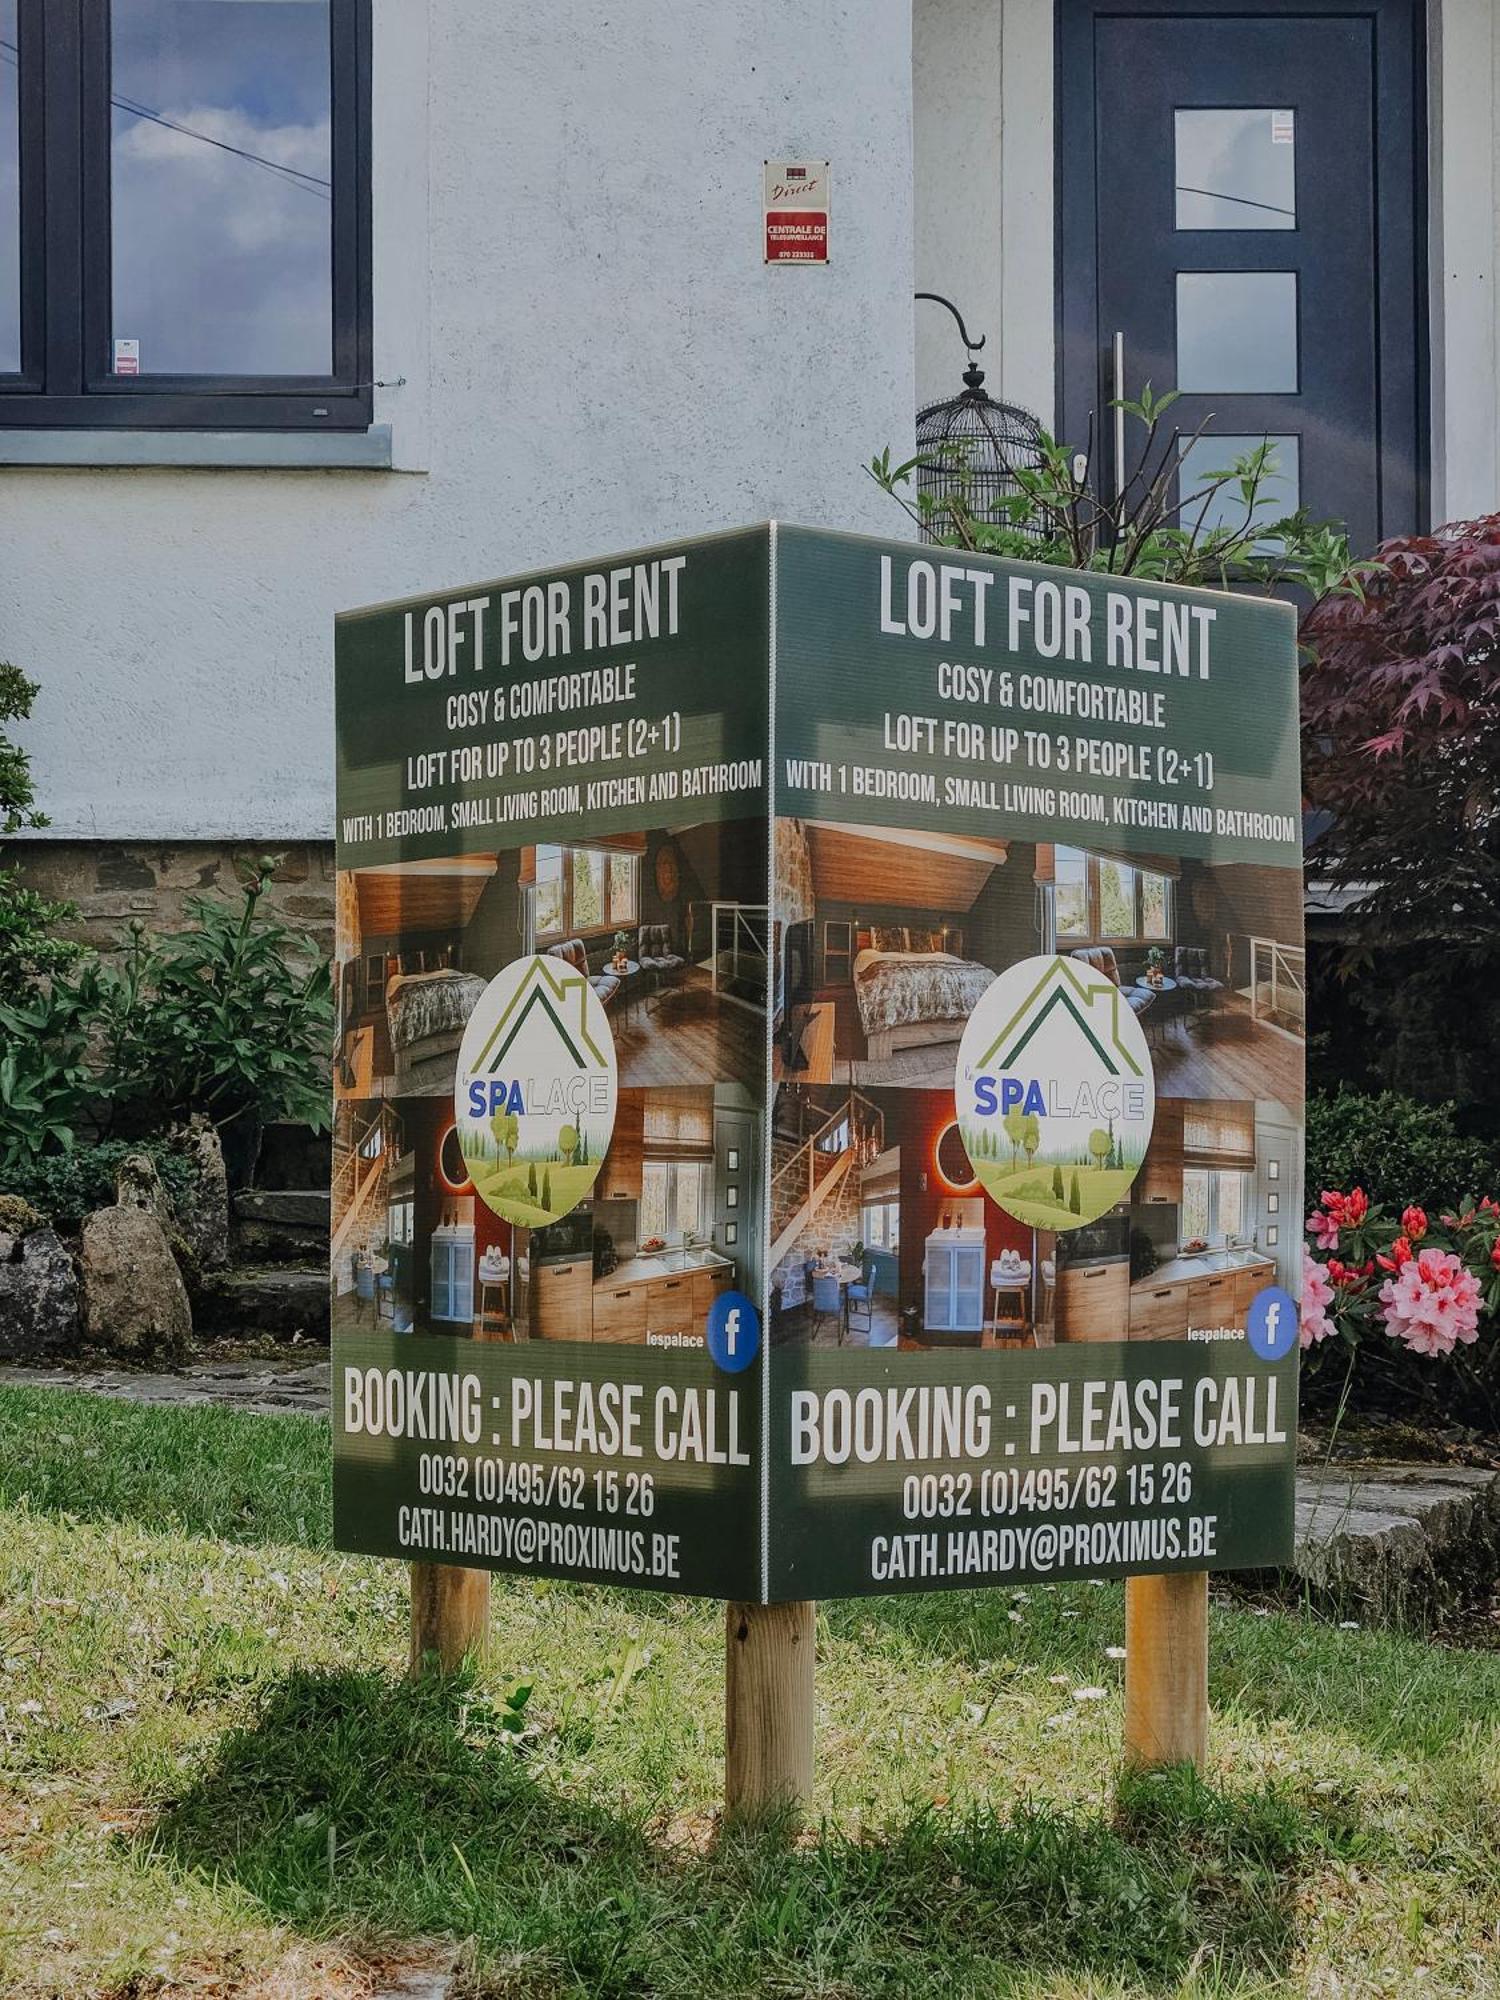 Direct
CENTRALE DE
TELESURVEILLANCE
070 223333
LOFT FOR RENT
COSY & COMFORTABLE
LOFT FOR UP TO 3 PEOPLE (2+1)
WITH 1 BEDROOM, SMALL LIVING ROOM, KITCHEN AND BATHROOM
le
SPALACE
lespalace
f
BOOKING : PLEASE CALL
0032 (0)495/62 15 26
CATH.HARDY@PROXIMUS.BE
LOFT FOR RENT
COSY & COMFORTABLE
LOFT FOR UP TO 3 PEOPLE (2+1)
WITH 1 BEDROOM, SMALL LIVING ROOM, KITCHEN AND BATHROOM
le
SPALACE
lespalace
f
BOOKING : PLEASE CALL
0032 (0)495/62 15 26
CATH.HARDY@PROXIMUS.BE